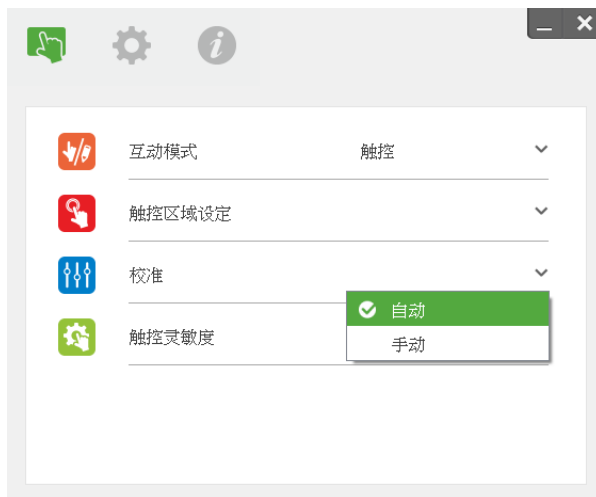 互动模式 触控
触控区域设定
校准
自动
触控灵敏度
手动